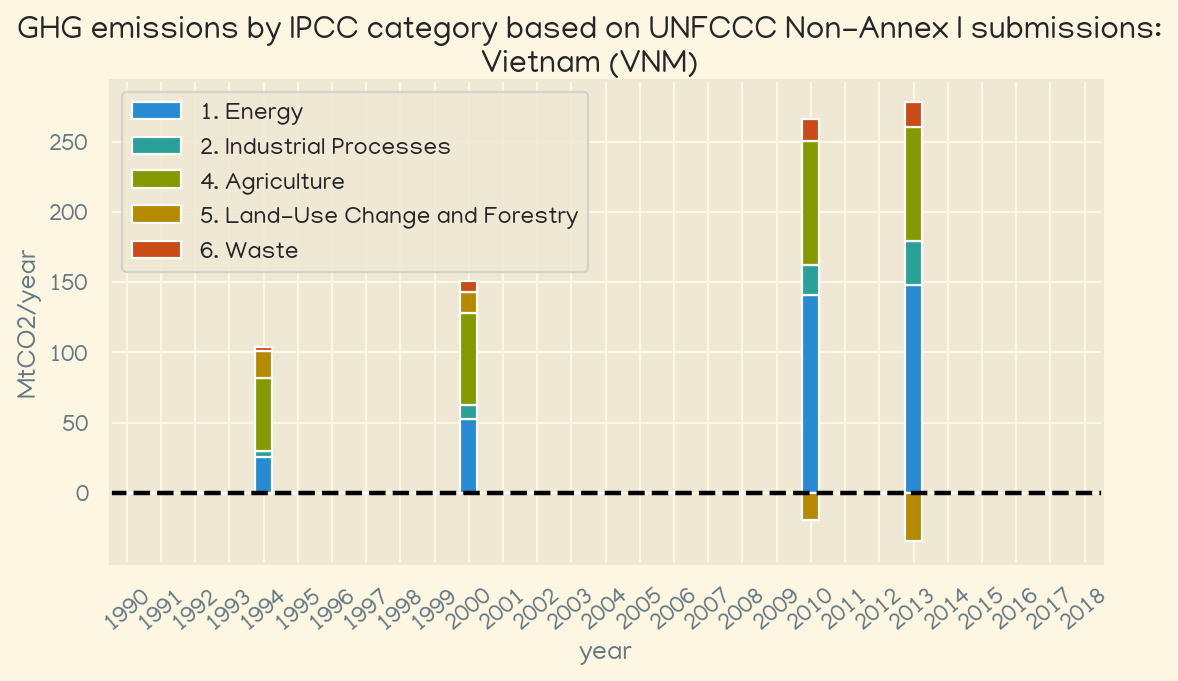 GHG emissions by IPCC category based on UNFCCC Non-Annex I submissions:
Vietnam (VNM)
1. Energy
2. Industrial Processes
4. Agriculture
5. Land-Use Change and Forestry
6. Waste
MtCO2/year
250
200
150
100
50
0
1990 1991 1992 1993 1994 1995 1996 1997 1998 1999 2000 2001 2002 2003 2004 2005 2006 2007 2008 2009 2010 2011 2012 2013 2014 2015 2016 2017 2018
year